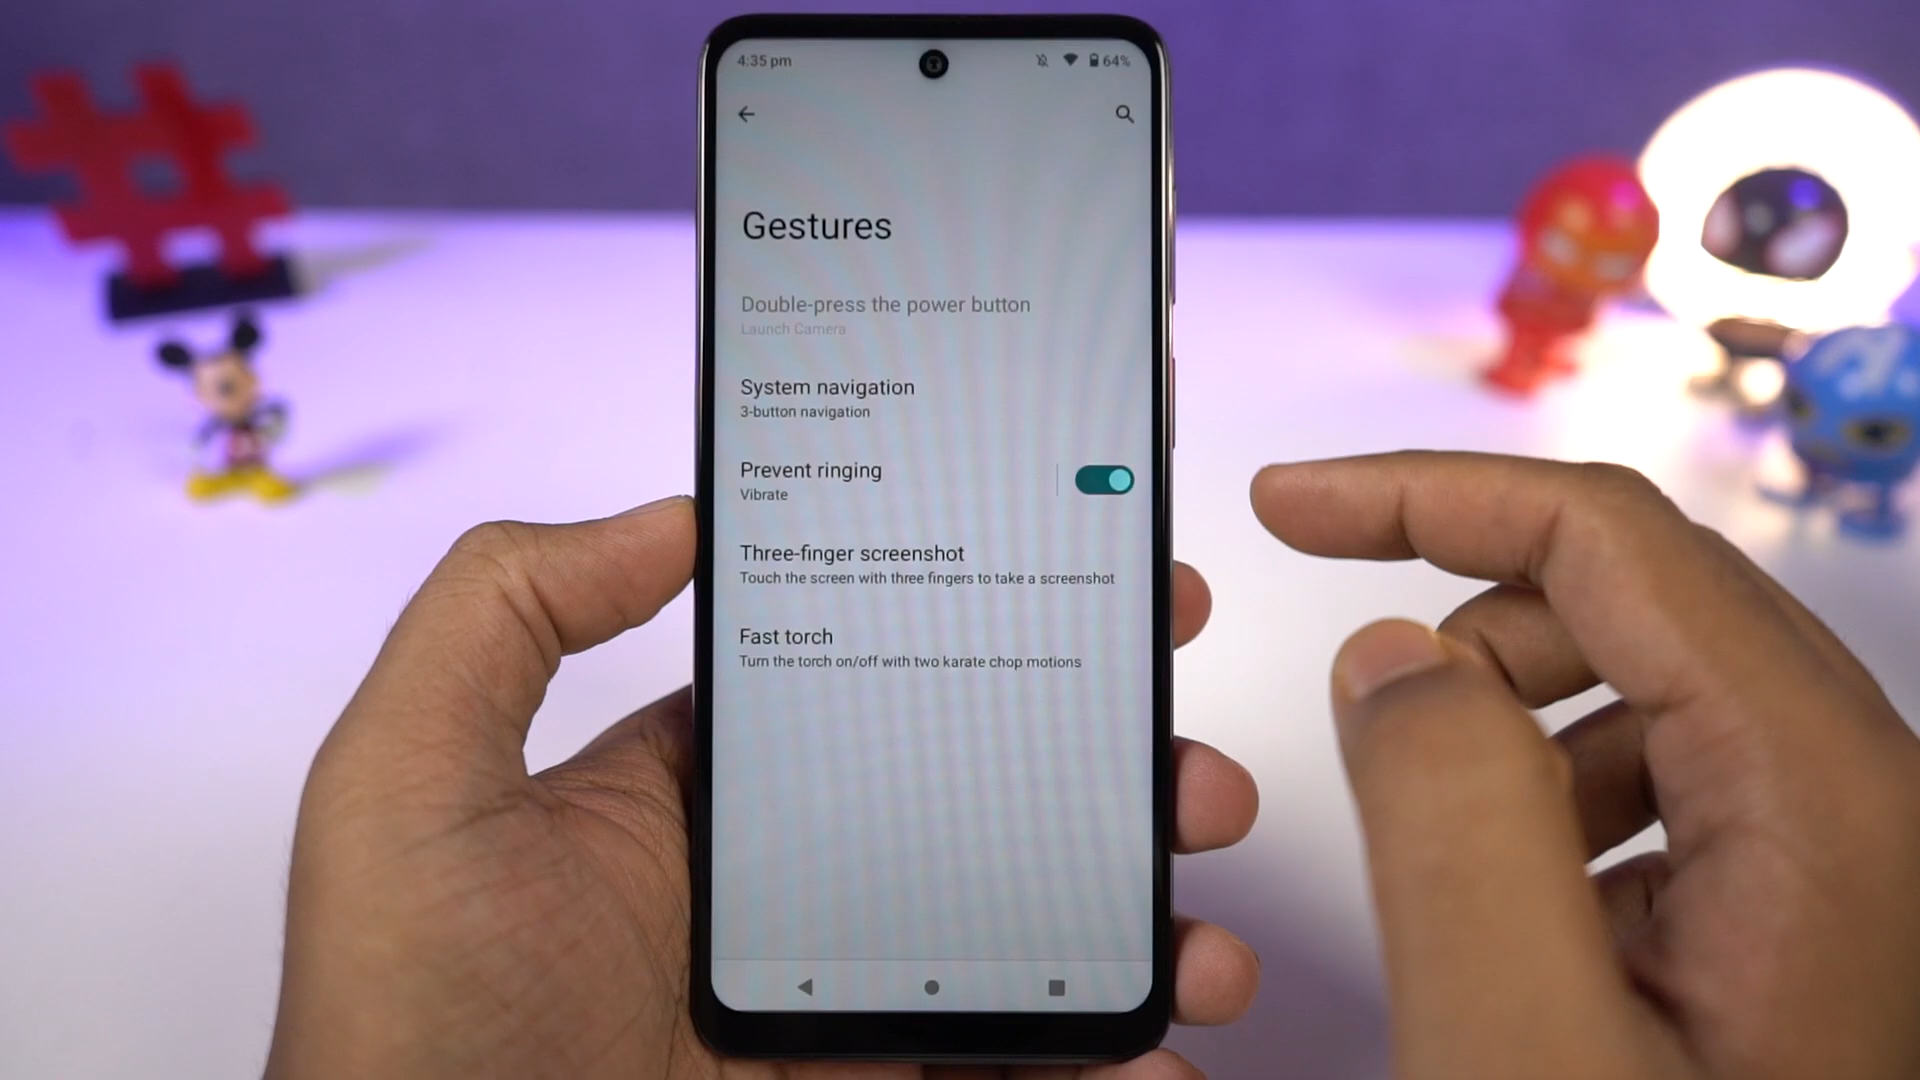 4:35 pm
64%
Gestures
Double-press the power button
Launch Camera
System navigation
3-button navigation
Prevent ringing
Vibrate
Three-finger screenshot
Touch the screen with three fingers to take a screenshot
Fast torch
Turn the torch on/off with two karate chop motions